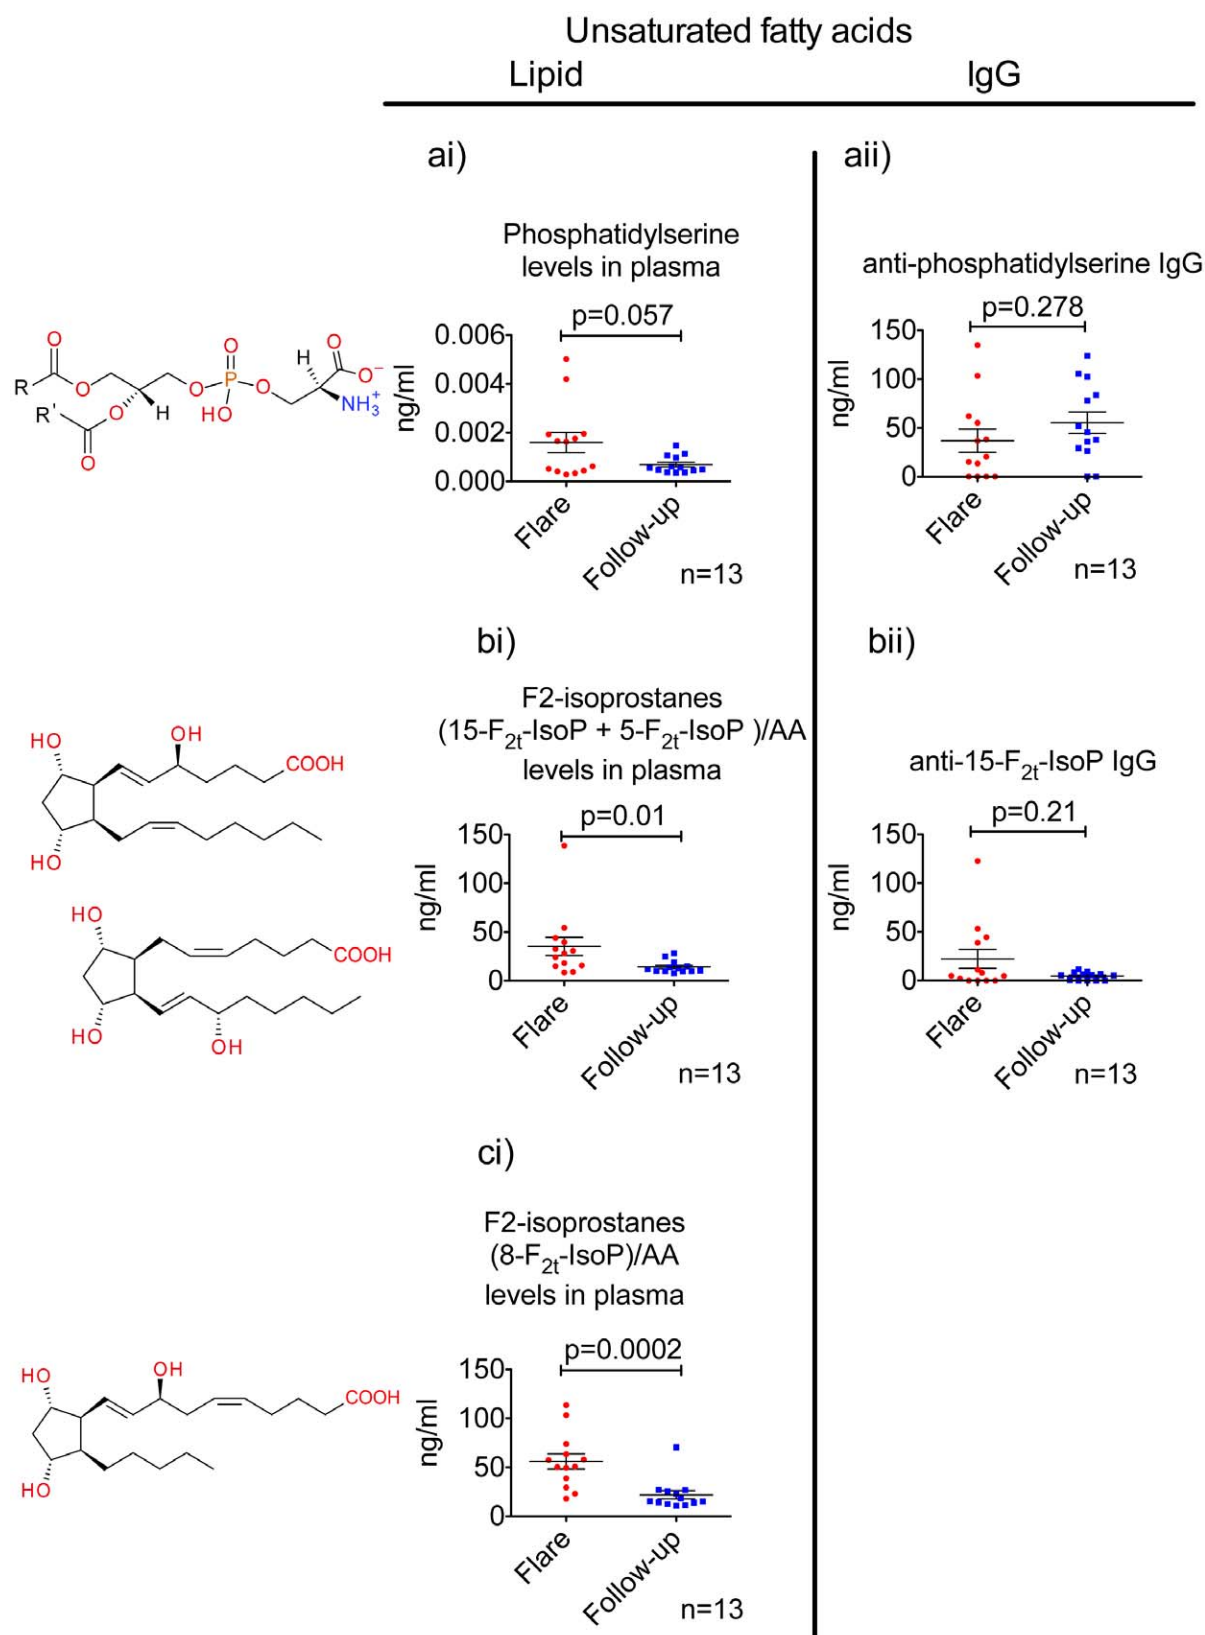 Unsaturated fatty acids
Lipid
IgG
ai)
Phosphatidylserine
levels in plasma
p=0.057
0.006
0.004
0.002
0.000
ng/ml
Flare
Follow-up
n=13
O
R
O
R'
O
O
H
O
P
O
HO
O
H
O
O−
NH3+
aii)
anti-phosphatidylserine IgG
p=0.278
150
100
50
0
ng/ml
Flare
Follow-up
n=13
bi)
F2-isoprostanes
(15-F2t-IsoP + 5-F2t-IsoP )/AA
levels in plasma
p=0.01
150
100
50
0
ng/ml
Flare
Follow-up
n=13
HO
OH
COOH
HO
HO
COOH
HO
OH
bii)
anti-15-F2t-IsoP IgG
p=0.21
150
100
50
0
ng/ml
Flare
Follow-up
n=13
ci)
F2-isoprostanes
(8-F2t-IsoP)/AA
levels in plasma
p=0.0002
150
100
50
0
ng/ml
Flare
Follow-up
n=13
HO
OH
COOH
HO